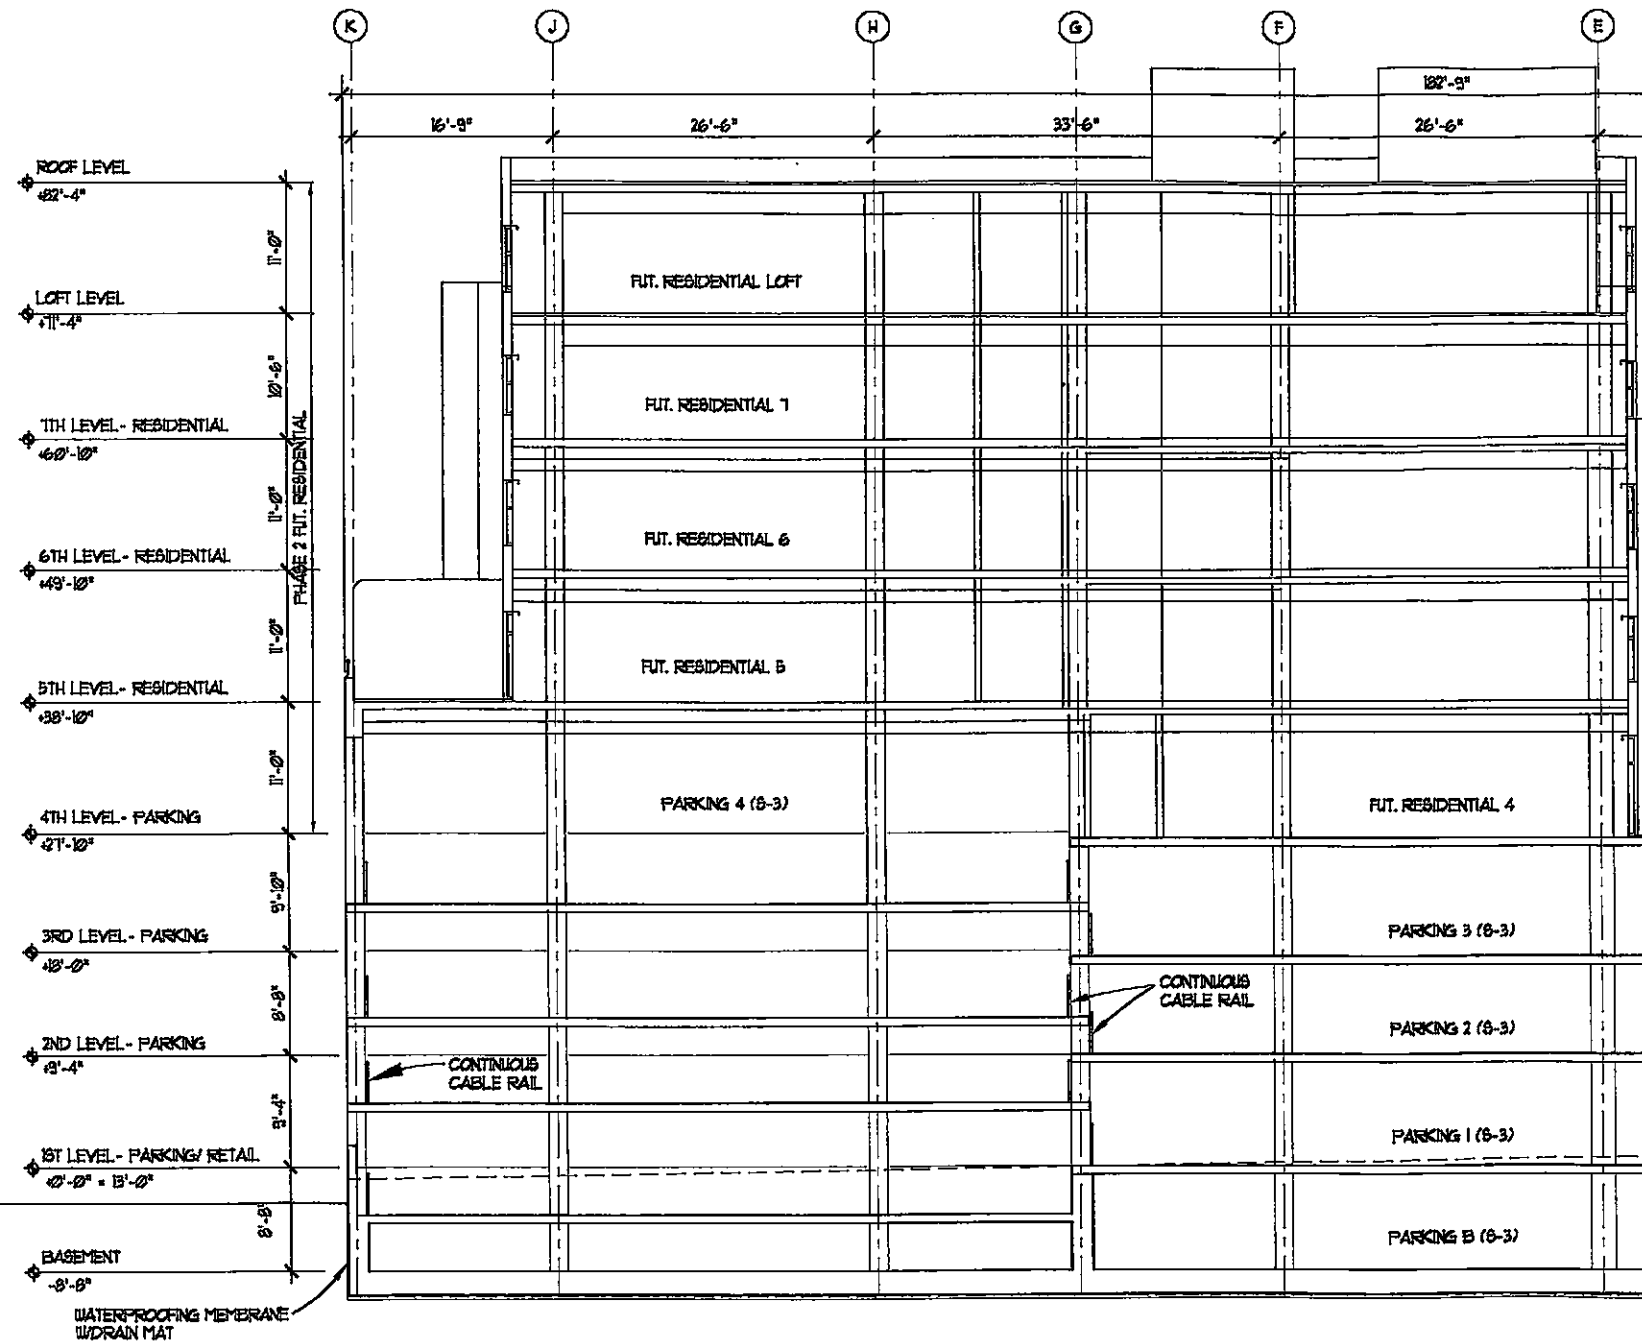 K J H G F E
182'-9"
16'-9" 26'-6" 33'-6" 26'-6"
ROOF LEVEL
+82'-4"
11'-0"
FUT. RESIDENTIAL LOFT
LOFT LEVEL
+71'-4"
10'-6"
FUT. RESIDENTIAL 7
7TH LEVEL - RESIDENTIAL
+60'-10"
PHASE 2 FUT. RESIDENTIAL
11'-0"
FUT. RESIDENTIAL 6
6TH LEVEL - RESIDENTIAL
+49'-10"
11'-0"
FUT. RESIDENTIAL 5
5TH LEVEL - RESIDENTIAL
+38'-10"
11'-0"
PARKING 4 (S-3)
FUT. RESIDENTIAL 4
4TH LEVEL - PARKING
+27'-10"
9'-10"
PARKING 3 (S-3)
3RD LEVEL - PARKING
+18'-0"
CONTINUOUS
CABLE RAIL
8'-8"
PARKING 2 (S-3)
2ND LEVEL - PARKING
+9'-4"
CONTINUOUS
CABLE RAIL
9'-4"
PARKING 1 (S-3)
1ST LEVEL - PARKING/ RETAIL
+0'-0" = 13'-0"
8'-8"
PARKING B (S-3)
BASEMENT
-8'-8"
WATERPROOFING MEMBRANE
W/DRAIN MAT